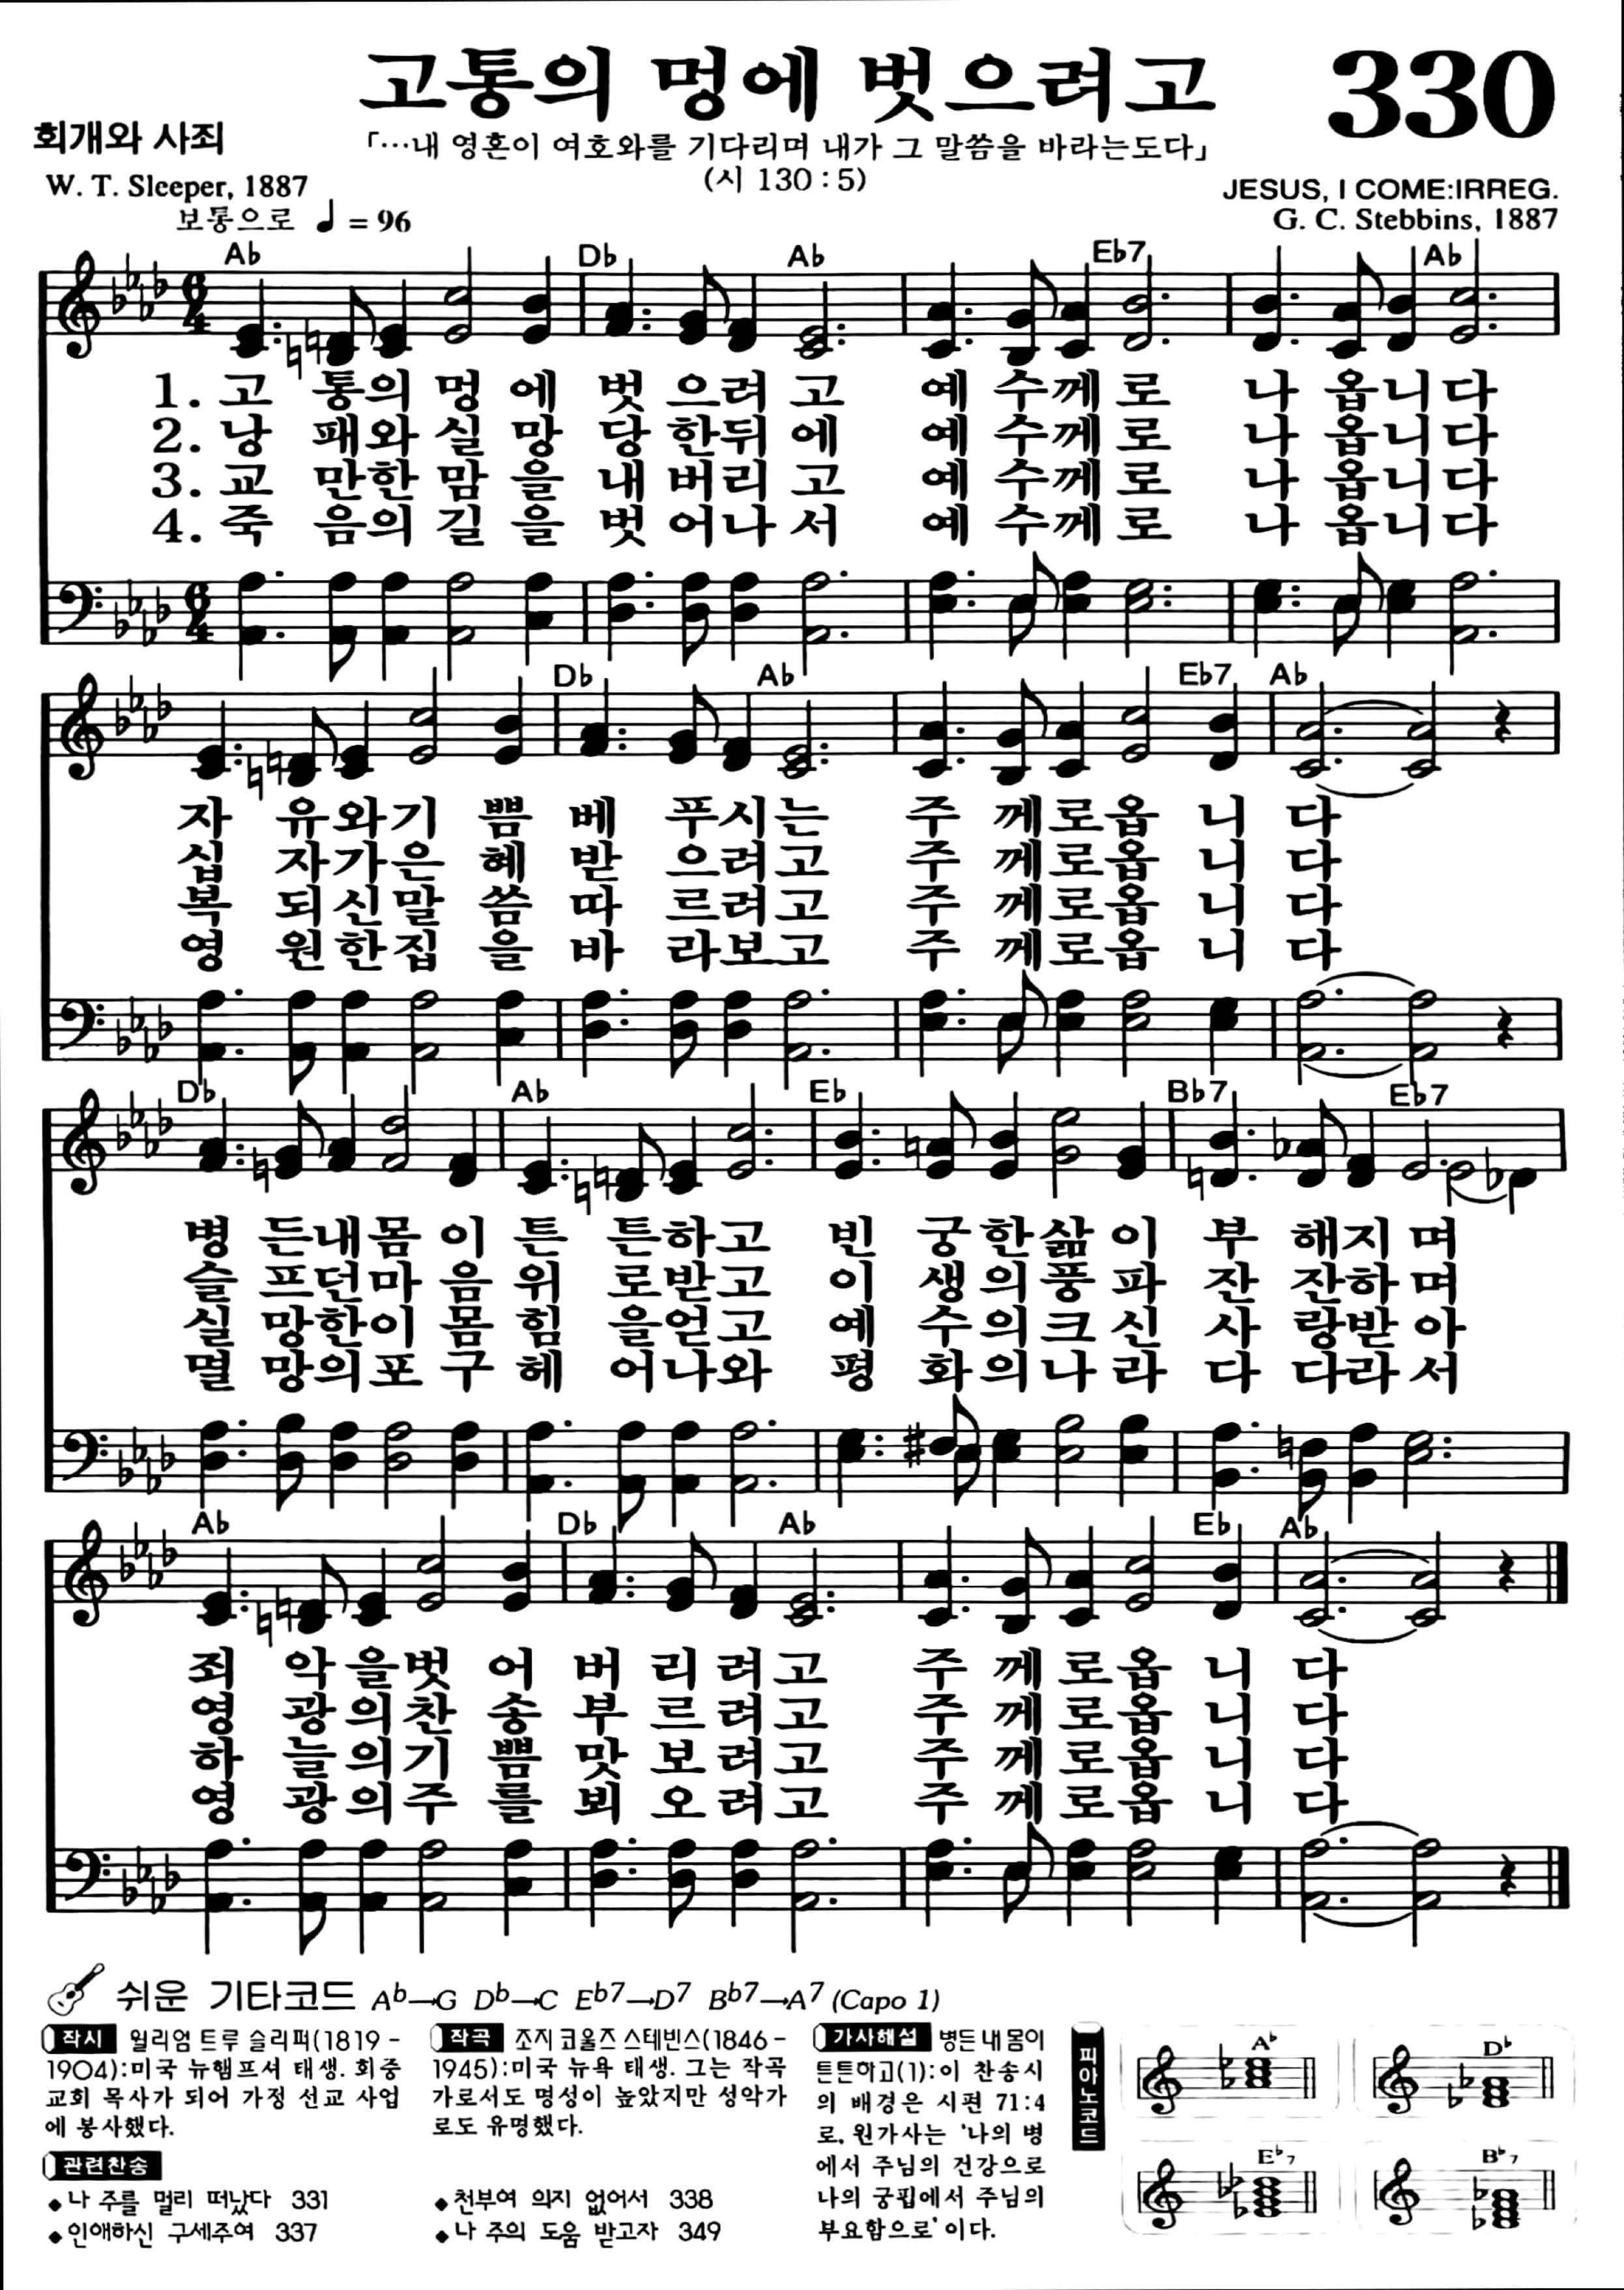 고통의 멍에 벗으려고
330
회개와 사죄
「…내 영혼이 여호와를 기다리며 내가 그 말씀을 바라는도다」
(시 130 : 5)
W. T. Sleeper, 1887
JESUS, I COME:IRREG.
보통으로 ♩ = 96
G. C. Stebbins, 1887
A♭ D♭ A♭ E♭7 A♭
6/4
1. 고 통의 멍 에 벗 으려 고 예 수께 로 나 옵니 다
2. 낭 패와 실 망 당 한뒤 에 예 수께 로 나 옵니 다
3. 교 만한 맘 을 내 버리 고 예 수께 로 나 옵니 다
4. 죽 음의 길 을 벗 어나 서 예 수께 로 나 옵니 다
6/4
D♭ A♭ E♭7 A♭
자 유와기 쁨 베 푸시는 주 께로옵 니 다
십 자가은 혜 받 으려고 주 께로옵 니 다
복 되신말 씀 따 르려고 주 께로옵 니 다
영 원한집 을 바 라보고 주 께로옵 니 다
D♭ A♭ E♭ B♭7 E♭7
병 든내몸 이 튼 튼하고 빈 궁한삶 이 부 해지 며
슬 프던마 음 위 로받고 이 생의풍 파 잔 잔하 며
실 망한이 몸 힘 을얻고 예 수의크 신 사 랑받 아
멸 망의포 구 헤 어나와 평 화의나 라 다 다라 서
A♭ D♭ A♭ E♭ A♭
죄 악을벗 어 버 리 려고 주 께로옵 니 다
영 광의찬 송 부 르 려고 주 께로옵 니 다
하 늘의기 쁨 맛 보 려고 주 께로옵 니 다
영 광의주 를 뵈 오 려고 주 께로옵 니 다
쉬운 기타코드 A♭→G D♭→C E♭7→D7 B♭7→A7 (Capo 1)
작시 윌리엄 트루 슬리퍼(1819-
1904):미국 뉴햄프셔 태생. 회중
교회 목사가 되어 가정 선교 사업
에 봉사했다.
작곡 조지 코울즈 스테빈스(1846-
1945):미국 뉴욕 태생. 그는 작곡
가로서도 명성이 높았지만 성악가
로도 유명했다.
관련찬송
◆나 주를 멀리 떠났다 331
◆인애하신 구세주여 337
◆천부여 의지 없어서 338
◆나 주의 도움 받고자 349
가사해설 병든 내 몸이
튼튼하고(1):이 찬송시
의 배경은 시편 71:4
로, 원가사는 '나의 병
에서 주님의 건강으로
나의 궁핍에서 주님의
부요함으로'이다.
피아노코드
A♭
D♭
E♭7
B♭7